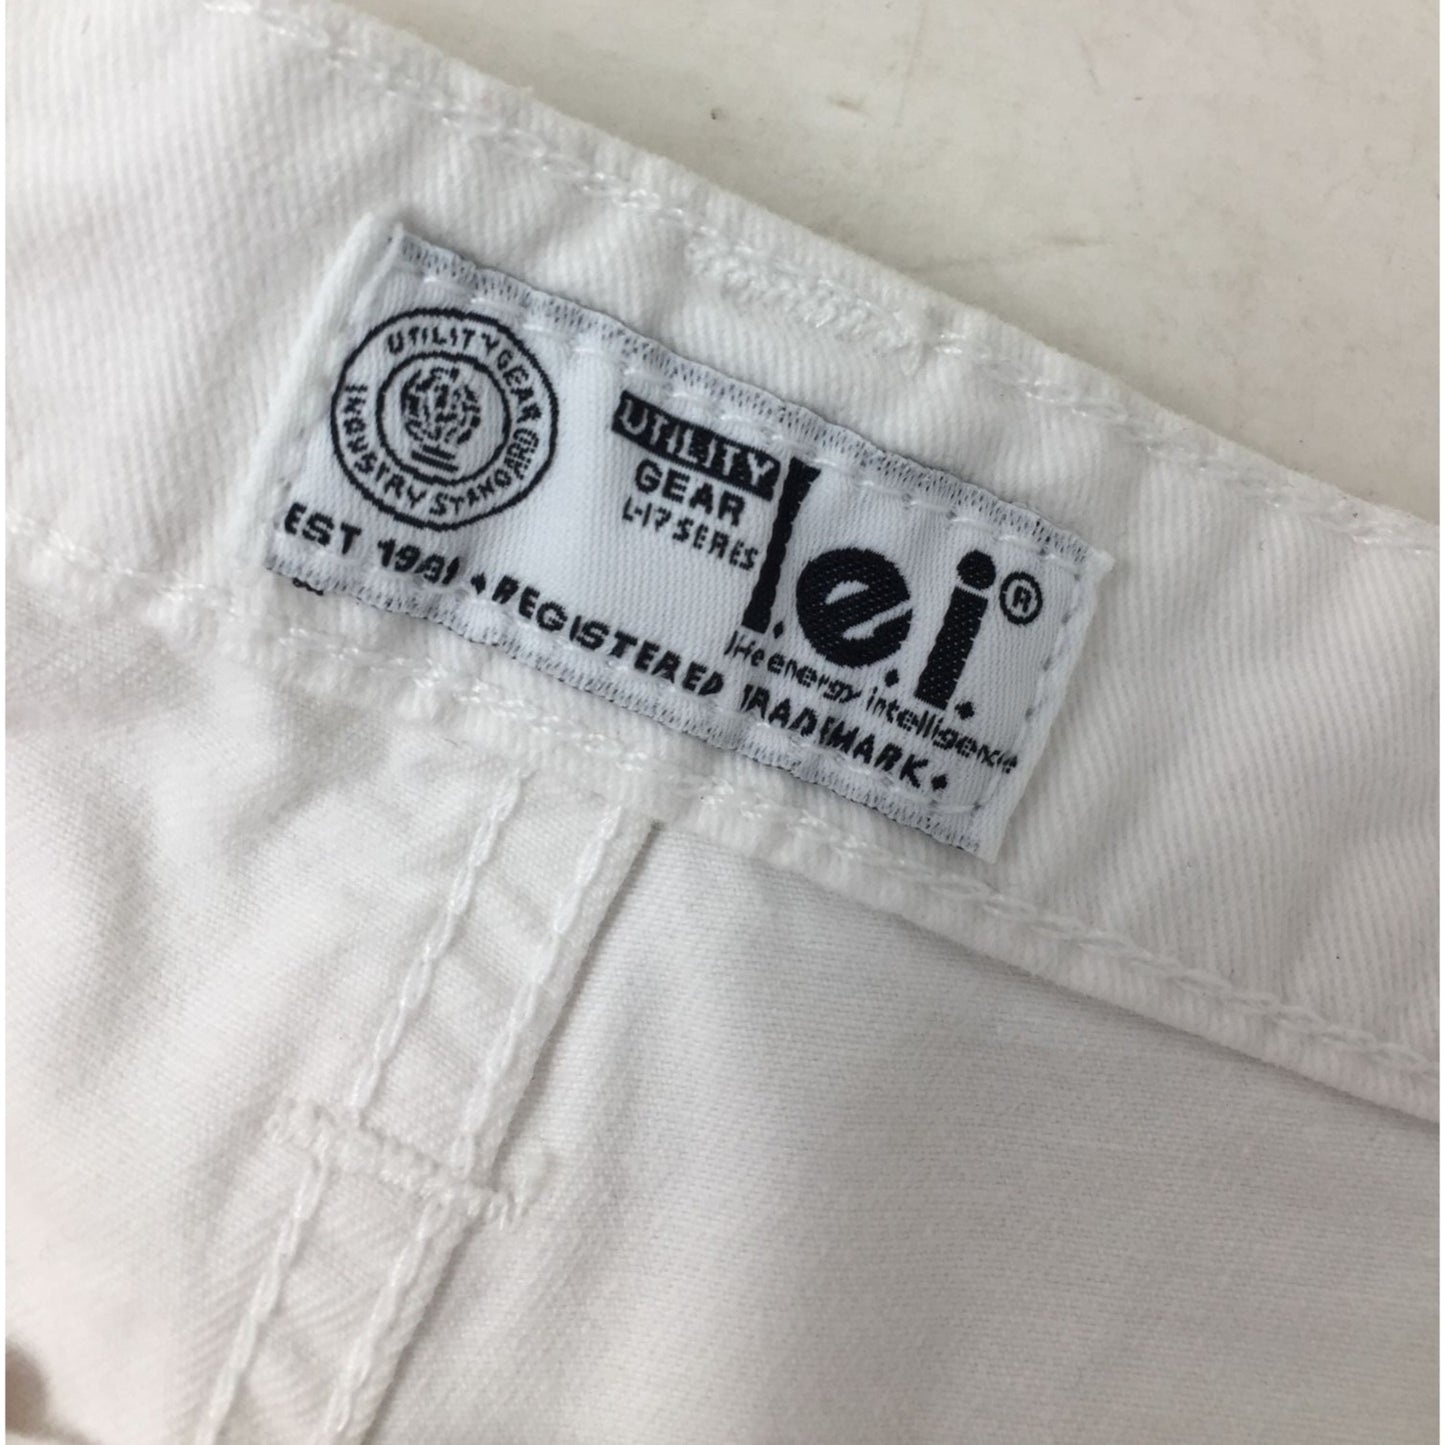 UTILITY GEAR
INDUSTRY STANDARD
UTILITY
GEAR
L-17 SERIES
l.e.i.®
life energy intelligence
EST 1981 ♦ REGISTERED TRADEMARK ♦